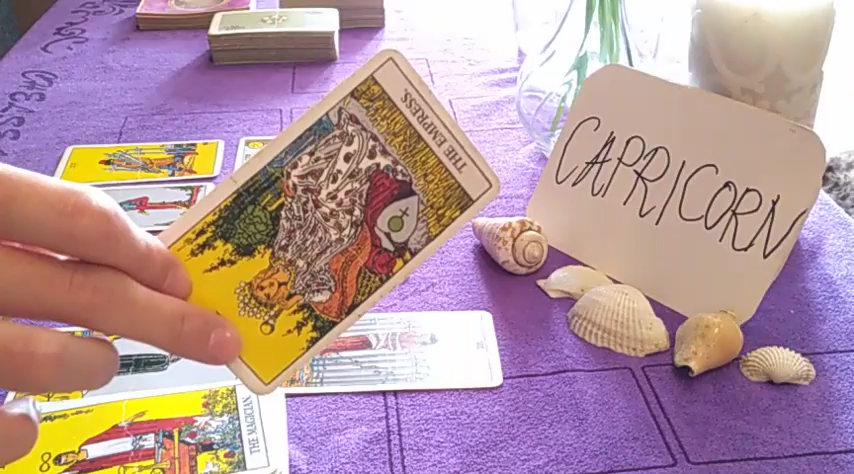 THE EMPRESS.
CAPRICORN
THE MAGICIAN.